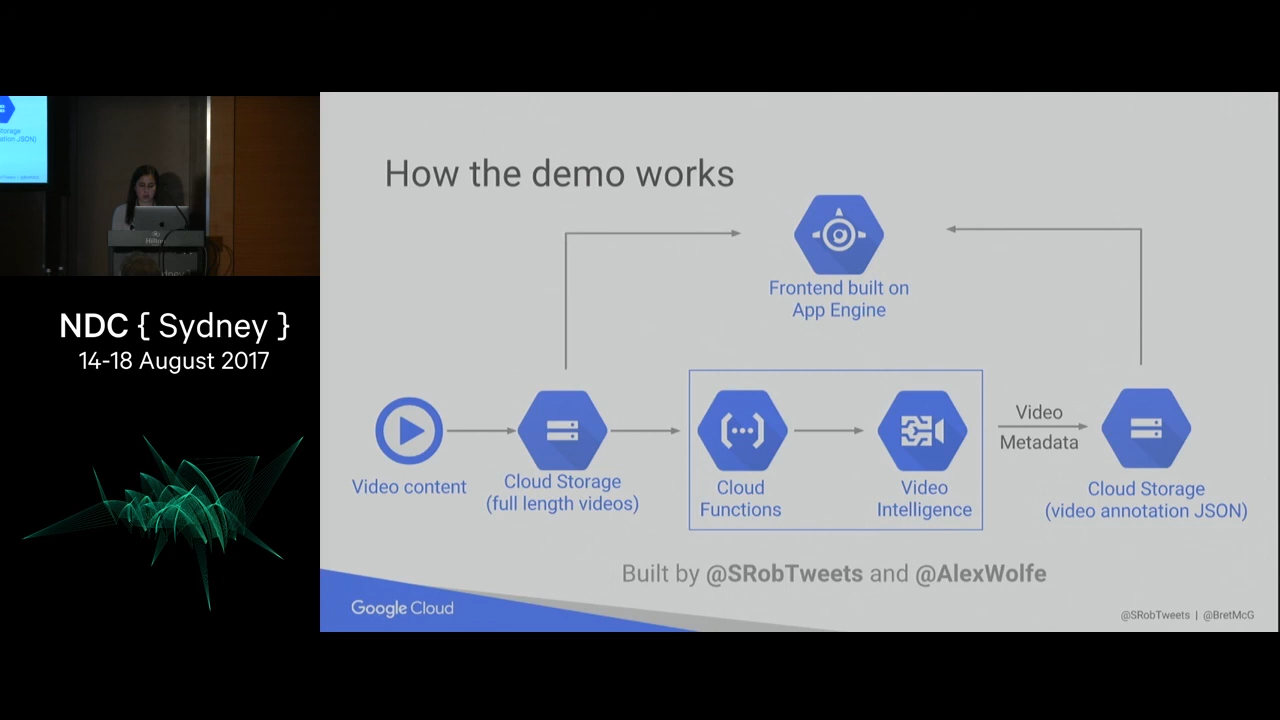 NDC { Sydney }
14-18 August 2017
Hilton
How the demo works
Frontend built on
App Engine
Video content
Cloud Storage
(full length videos)
Cloud
Functions
Video
Intelligence
Video
Metadata
Cloud Storage
(video annotation JSON)
Built by @SRobTweets and @AlexWolfe
Google Cloud
@SRobTweets | @BretMcG